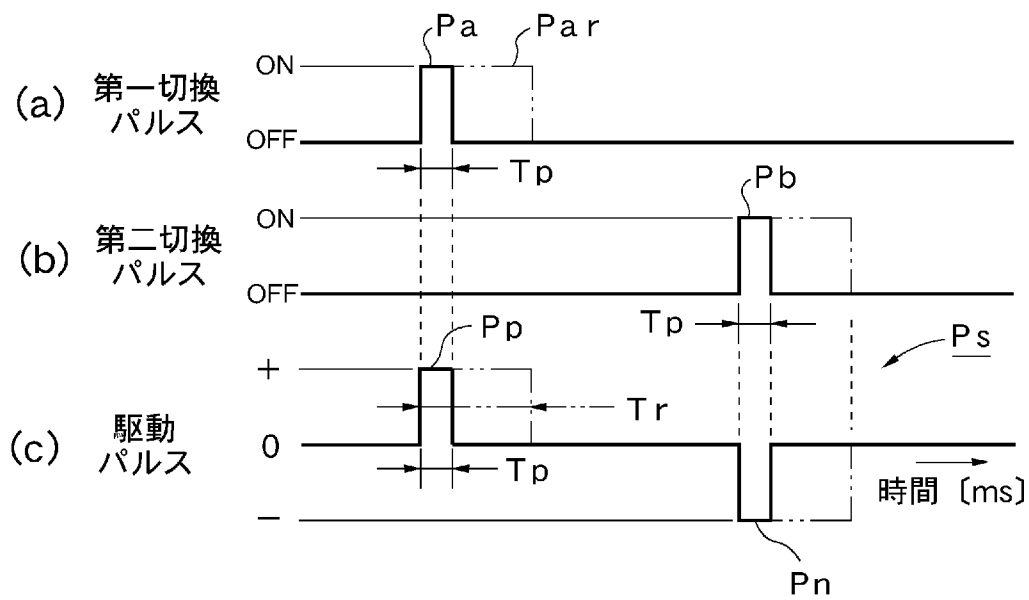 Pa
Par
ON
(a) 第一切換
パルス
OFF
Tp
Pb
ON
(b) 第二切換
パルス
OFF
Tp
Pp
Ps
+
Tr
(c) 駆動
パルス
0
Tp
時間〔ms〕
−
Pn